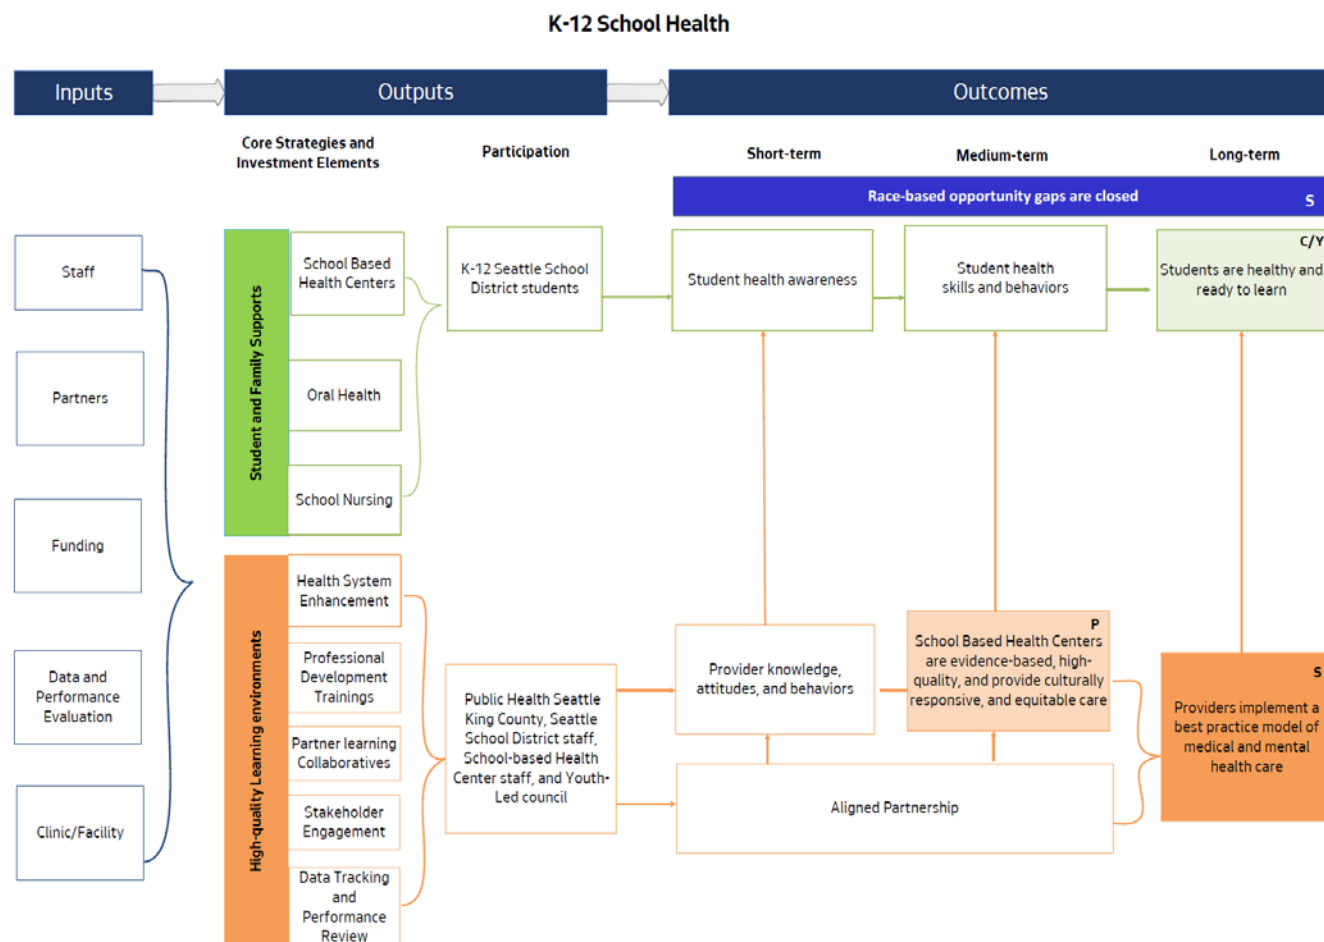 K-12 School Health
Inputs
Outputs
Outcomes
Core Strategies and
Investment Elements
Participation
Short-term
Medium-term
Long-term
Race-based opportunity gaps are closed
S
Staff
Partners
Funding
Data and
Performance
Evaluation
Clinic/Facility
Student and Family Supports
School Based
Health Centers
Oral Health
School Nursing
K-12 Seattle School
District students
Student health awareness
Student health
skills and behaviors
C/Y
Students are healthy and
ready to learn
High-quality Learning environments
Health System
Enhancement
Professional
Development
Trainings
Partner learning
Collaboratives
Stakeholder
Engagement
Data Tracking
and
Performance
Review
Public Health Seattle
King County, Seattle
School District staff,
School-based Health
Center staff, and Youth-
Led council
Provider knowledge,
attitudes, and behaviors
P
School Based Health Centers
are evidence-based, high-
quality, and provide culturally
responsive, and equitable care
Aligned Partnership
S
Providers implement a
best practice model of
medical and mental
health care